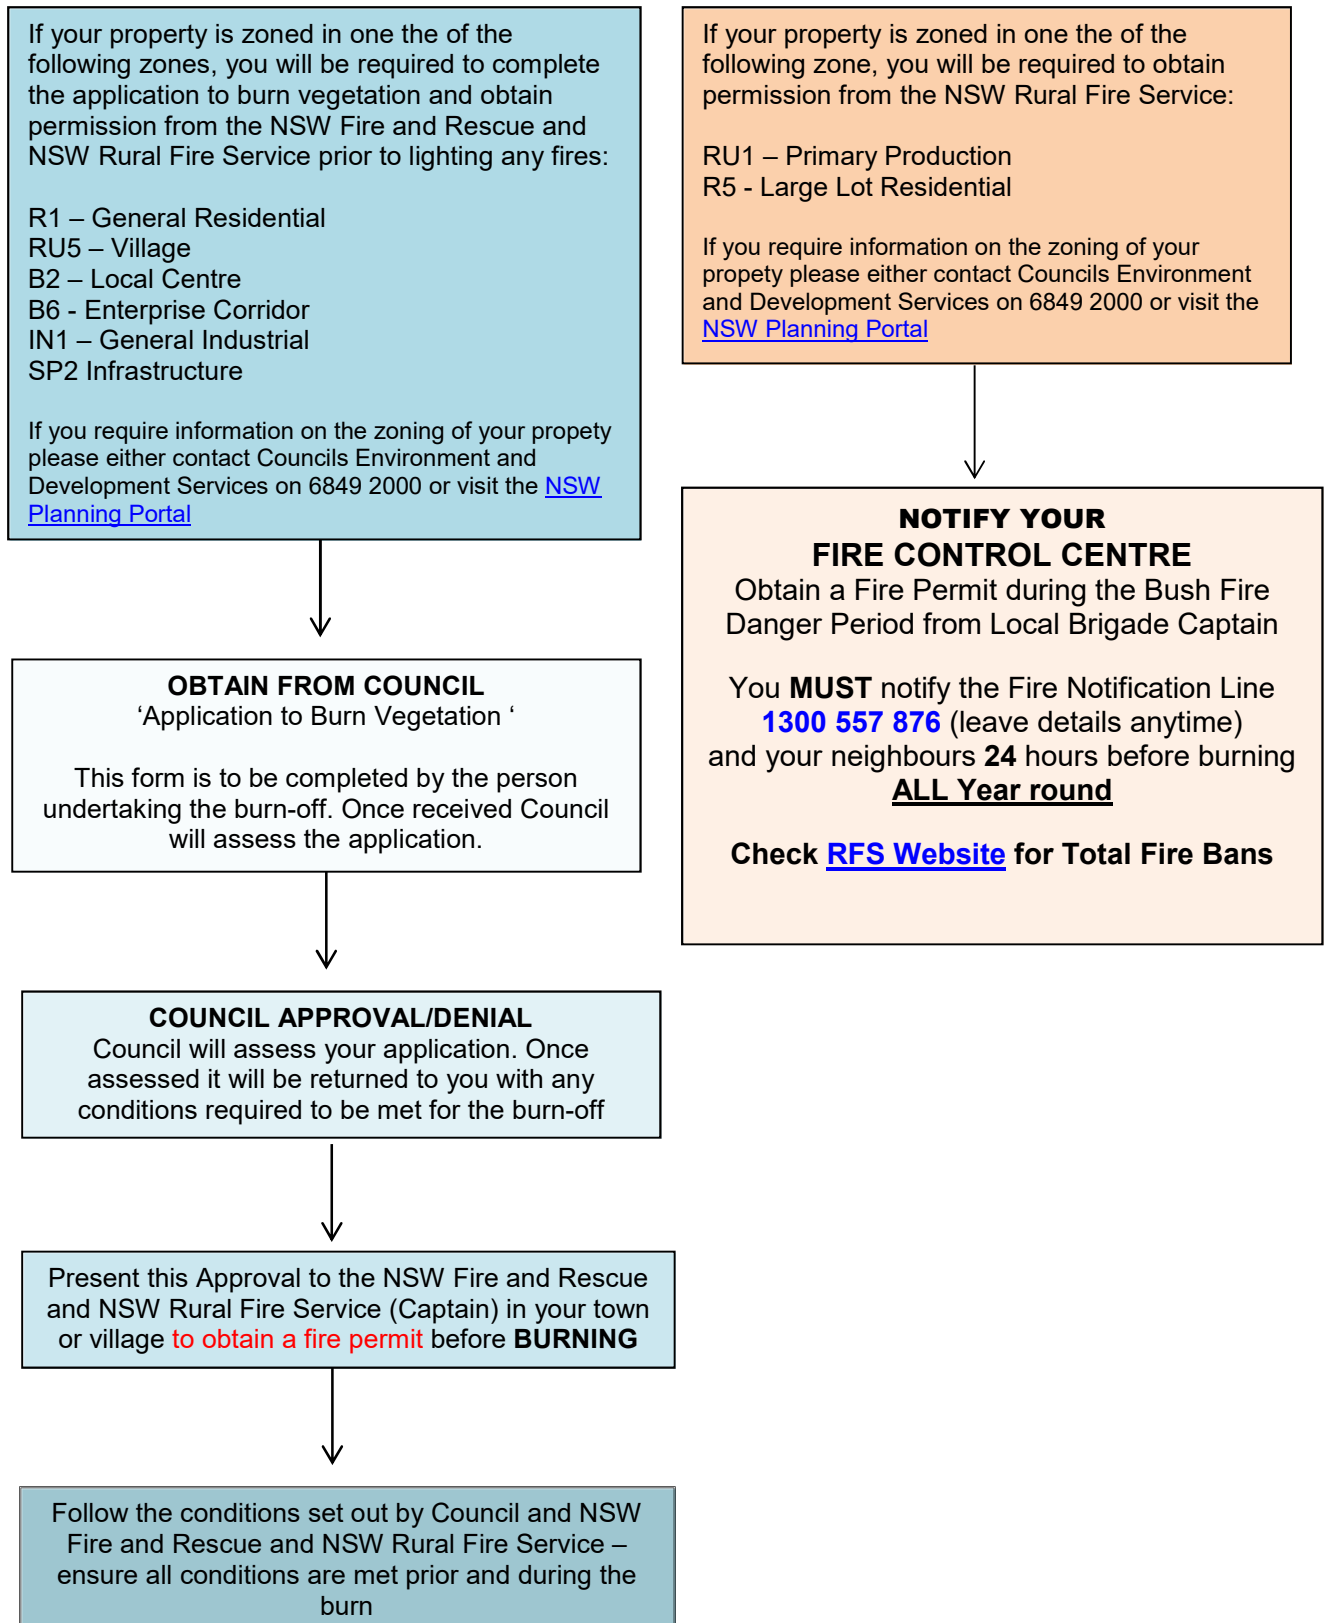 If your property is zoned in one the of the
following zones, you will be required to complete
the application to burn vegetation and obtain
permission from the NSW Fire and Rescue and
NSW Rural Fire Service prior to lighting any fires:
R1 – General Residential
RU5 – Village
B2 – Local Centre
B6 - Enterprise Corridor
IN1 – General Industrial
SP2 Infrastructure
If you require information on the zoning of your propety
please either contact Councils Environment and
Development Services on 6849 2000 or visit the NSW
Planning Portal
OBTAIN FROM COUNCIL
‘Application to Burn Vegetation ‘
This form is to be completed by the person
undertaking the burn-off. Once received Council
will assess the application.
COUNCIL APPROVAL/DENIAL
Council will assess your application. Once
assessed it will be returned to you with any
conditions required to be met for the burn-off
Present this Approval to the NSW Fire and Rescue
and NSW Rural Fire Service (Captain) in your town
or village to obtain a fire permit before BURNING
Follow the conditions set out by Council and NSW
Fire and Rescue and NSW Rural Fire Service –
ensure all conditions are met prior and during the
burn
If your property is zoned in one the of the
following zone, you will be required to obtain
permission from the NSW Rural Fire Service:
RU1 – Primary Production
R5 - Large Lot Residential
If you require information on the zoning of your
propety please either contact Councils Environment
and Development Services on 6849 2000 or visit the
NSW Planning Portal
NOTIFY YOUR
FIRE CONTROL CENTRE
Obtain a Fire Permit during the Bush Fire
Danger Period from Local Brigade Captain
You MUST notify the Fire Notification Line
1300 557 876 (leave details anytime)
and your neighbours 24 hours before burning
ALL Year round
Check RFS Website for Total Fire Bans